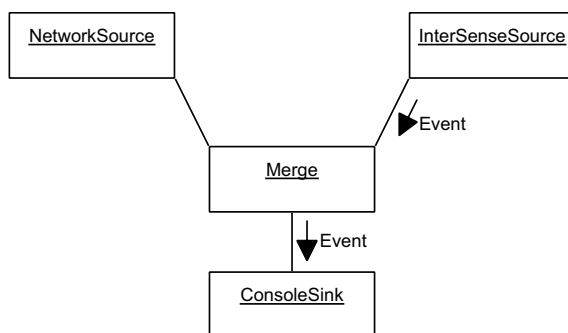 NetworkSource
InterSenseSource
Event
Merge
Event
ConsoleSink